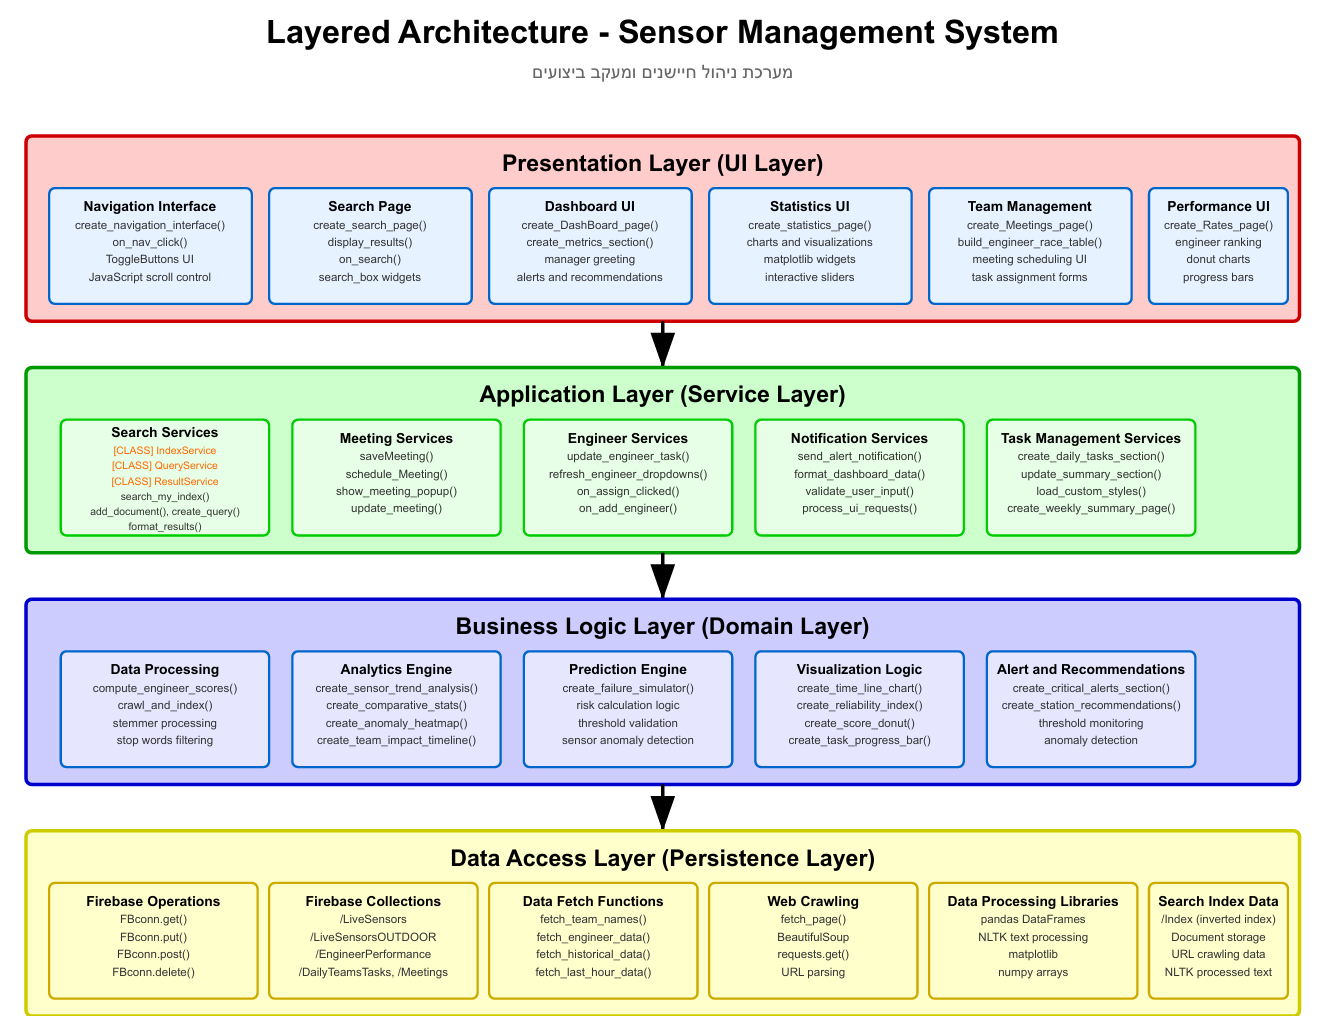 Layered Architecture - Sensor Management System
מערכת ניהול חיישנים ומעקב ביצועים
Presentation Layer (UI Layer)
Navigation Interface
create_navigation_interface()
on_nav_click()
ToggleButtons UI
JavaScript scroll control
Search Page
create_search_page()
display_results()
on_search()
search_box widgets
Dashboard UI
create_DashBoard_page()
create_metrics_section()
manager greeting
alerts and recommendations
Statistics UI
create_statistics_page()
charts and visualizations
matplotlib widgets
interactive sliders
Team Management
create_Meetings_page()
build_engineer_race_table()
meeting scheduling UI
task assignment forms
Performance UI
create_Rates_page()
engineer ranking
donut charts
progress bars
Application Layer (Service Layer)
Search Services
[CLASS] IndexService
[CLASS] QueryService
[CLASS] ResultService
search_my_index()
add_document(), create_query()
format_results()
Meeting Services
saveMeeting()
schedule_Meeting()
show_meeting_popup()
update_meeting()
Engineer Services
update_engineer_task()
refresh_engineer_dropdowns()
on_assign_clicked()
on_add_engineer()
Notification Services
send_alert_notification()
format_dashboard_data()
validate_user_input()
process_ui_requests()
Task Management Services
create_daily_tasks_section()
update_summary_section()
load_custom_styles()
create_weekly_summary_page()
Business Logic Layer (Domain Layer)
Data Processing
compute_engineer_scores()
crawl_and_index()
stemmer processing
stop words filtering
Analytics Engine
create_sensor_trend_analysis()
create_comparative_stats()
create_anomaly_heatmap()
create_team_impact_timeline()
Prediction Engine
create_failure_simulator()
risk calculation logic
threshold validation
sensor anomaly detection
Visualization Logic
create_time_line_chart()
create_reliability_index()
create_score_donut()
create_task_progress_bar()
Alert and Recommendations
create_critical_alerts_section()
create_station_recommendations()
threshold monitoring
anomaly detection
Data Access Layer (Persistence Layer)
Firebase Operations
FBconn.get()
FBconn.put()
FBconn.post()
FBconn.delete()
Firebase Collections
/LiveSensors
/LiveSensorsOUTDOOR
/EngineerPerformance
/DailyTeamsTasks, /Meetings
Data Fetch Functions
fetch_team_names()
fetch_engineer_data()
fetch_historical_data()
fetch_last_hour_data()
Web Crawling
fetch_page()
BeautifulSoup
requests.get()
URL parsing
Data Processing Libraries
pandas DataFrames
NLTK text processing
matplotlib
numpy arrays
Search Index Data
/Index (inverted index)
Document storage
URL crawling data
NLTK processed text